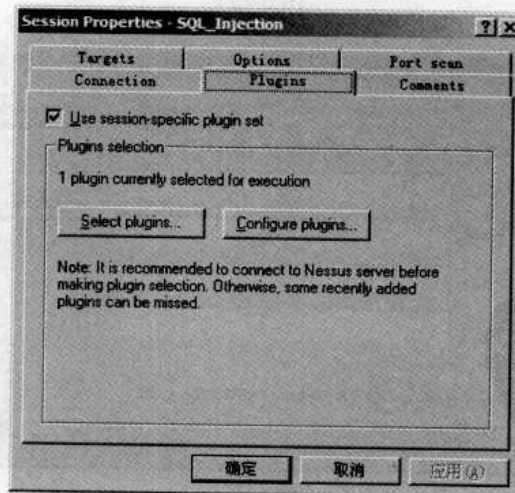 Session Properties - SQL_Injection
Targets Options Port scan
Connection Plugins Comments
Use session-specific plugin set
Plugins selection
1 plugin currently selected for execution
Select plugins... Configure plugins...
Note: It is recommended to connect to Nessus server before
making plugin selection. Otherwise, some recently added
plugins can be missed.
确定 取消 应用(A)